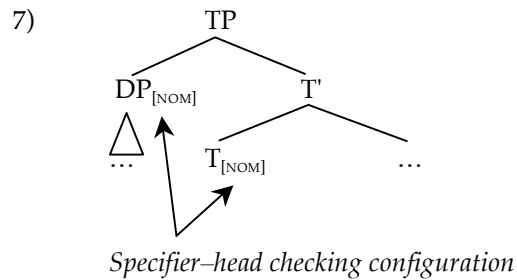 7) TP
DP[NOM] T'
… T[NOM] …
Specifier–head checking configuration